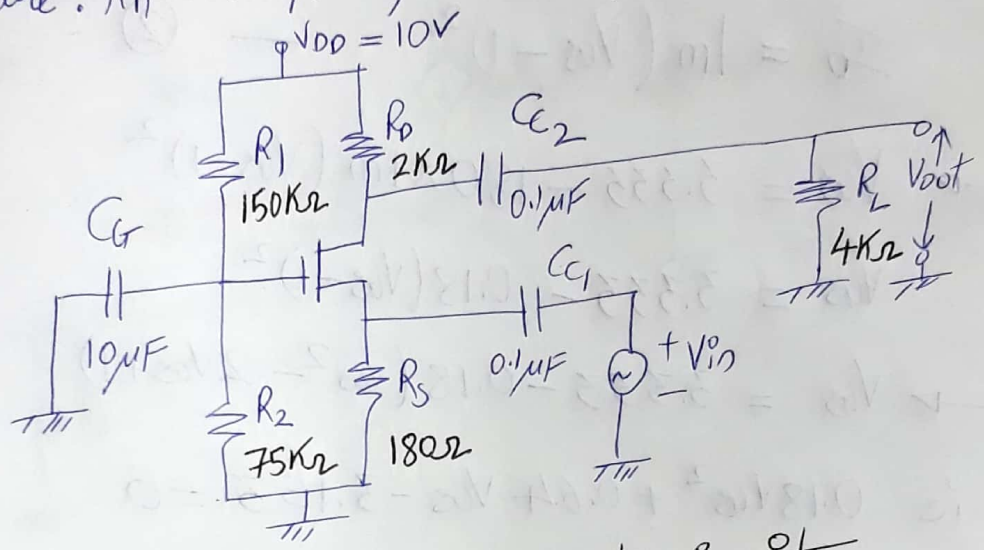 VDD = 10V
R1
150KΩ
RD
2KΩ
CC2
0.1μF
RL
4KΩ
Vout
CG
10μF
CC1
0.1μF
+ Vin
-
R2
75KΩ
RS
180Ω